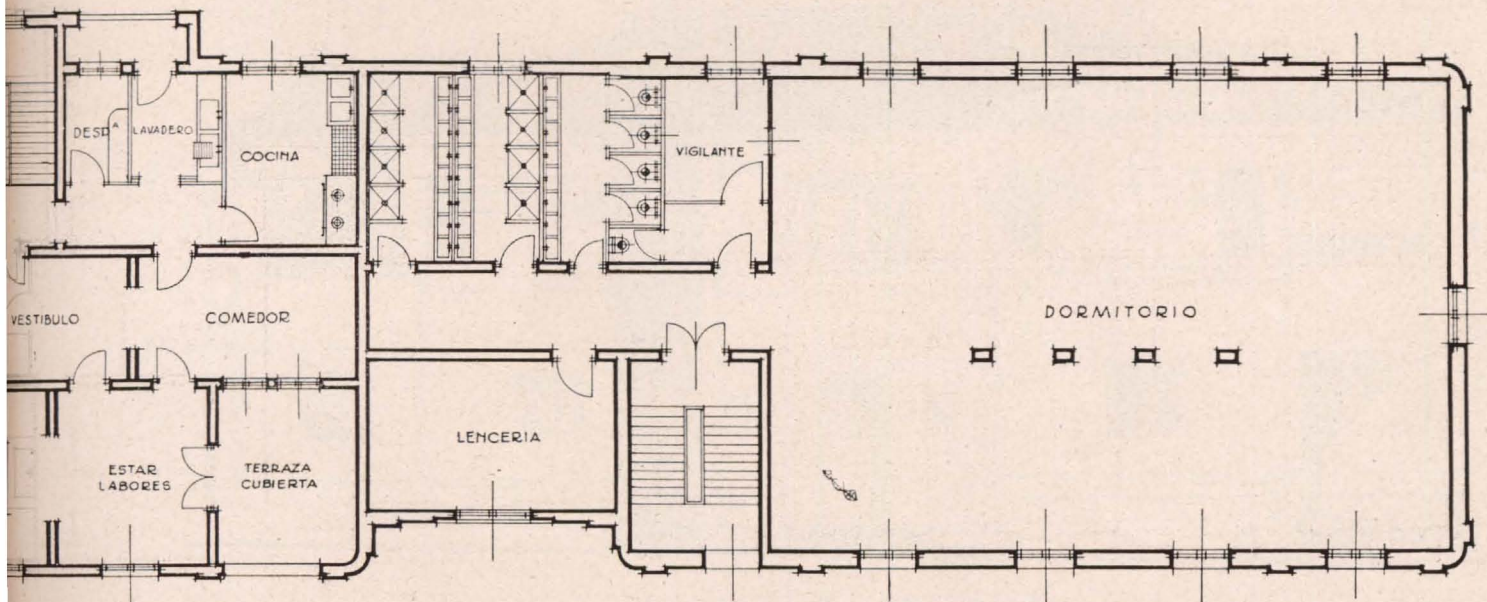 DESPA
LAVADERO
COCINA
VIGILANTE
VESTIBULO
COMEDOR
DORMITORIO
LENCERIA
ESTAR
LABORES
TERRAZA
CUBIERTA